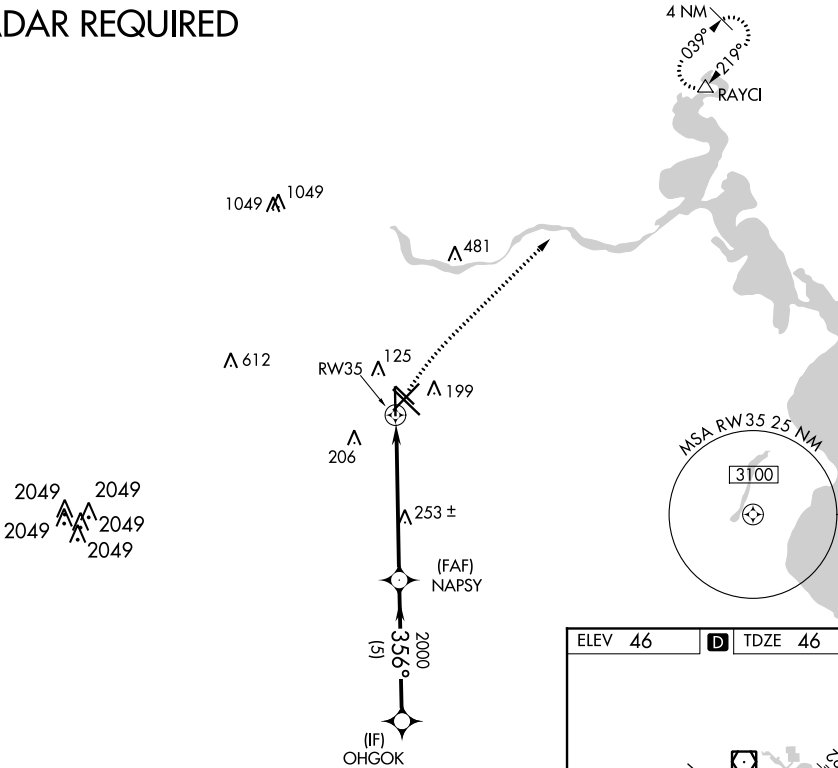 ADAR REQUIRED
4 NM
039°
219°
RAYCI
1049
1049
481
612
RW35
125
199
206
MSA RW35 25 NM
3100
2049
2049
2049
2049
2049
253 ±
(FAF)
NAPSY
2000
356°
(5)
(IF)
OHGOK
ELEV 46
D
TDZE 46